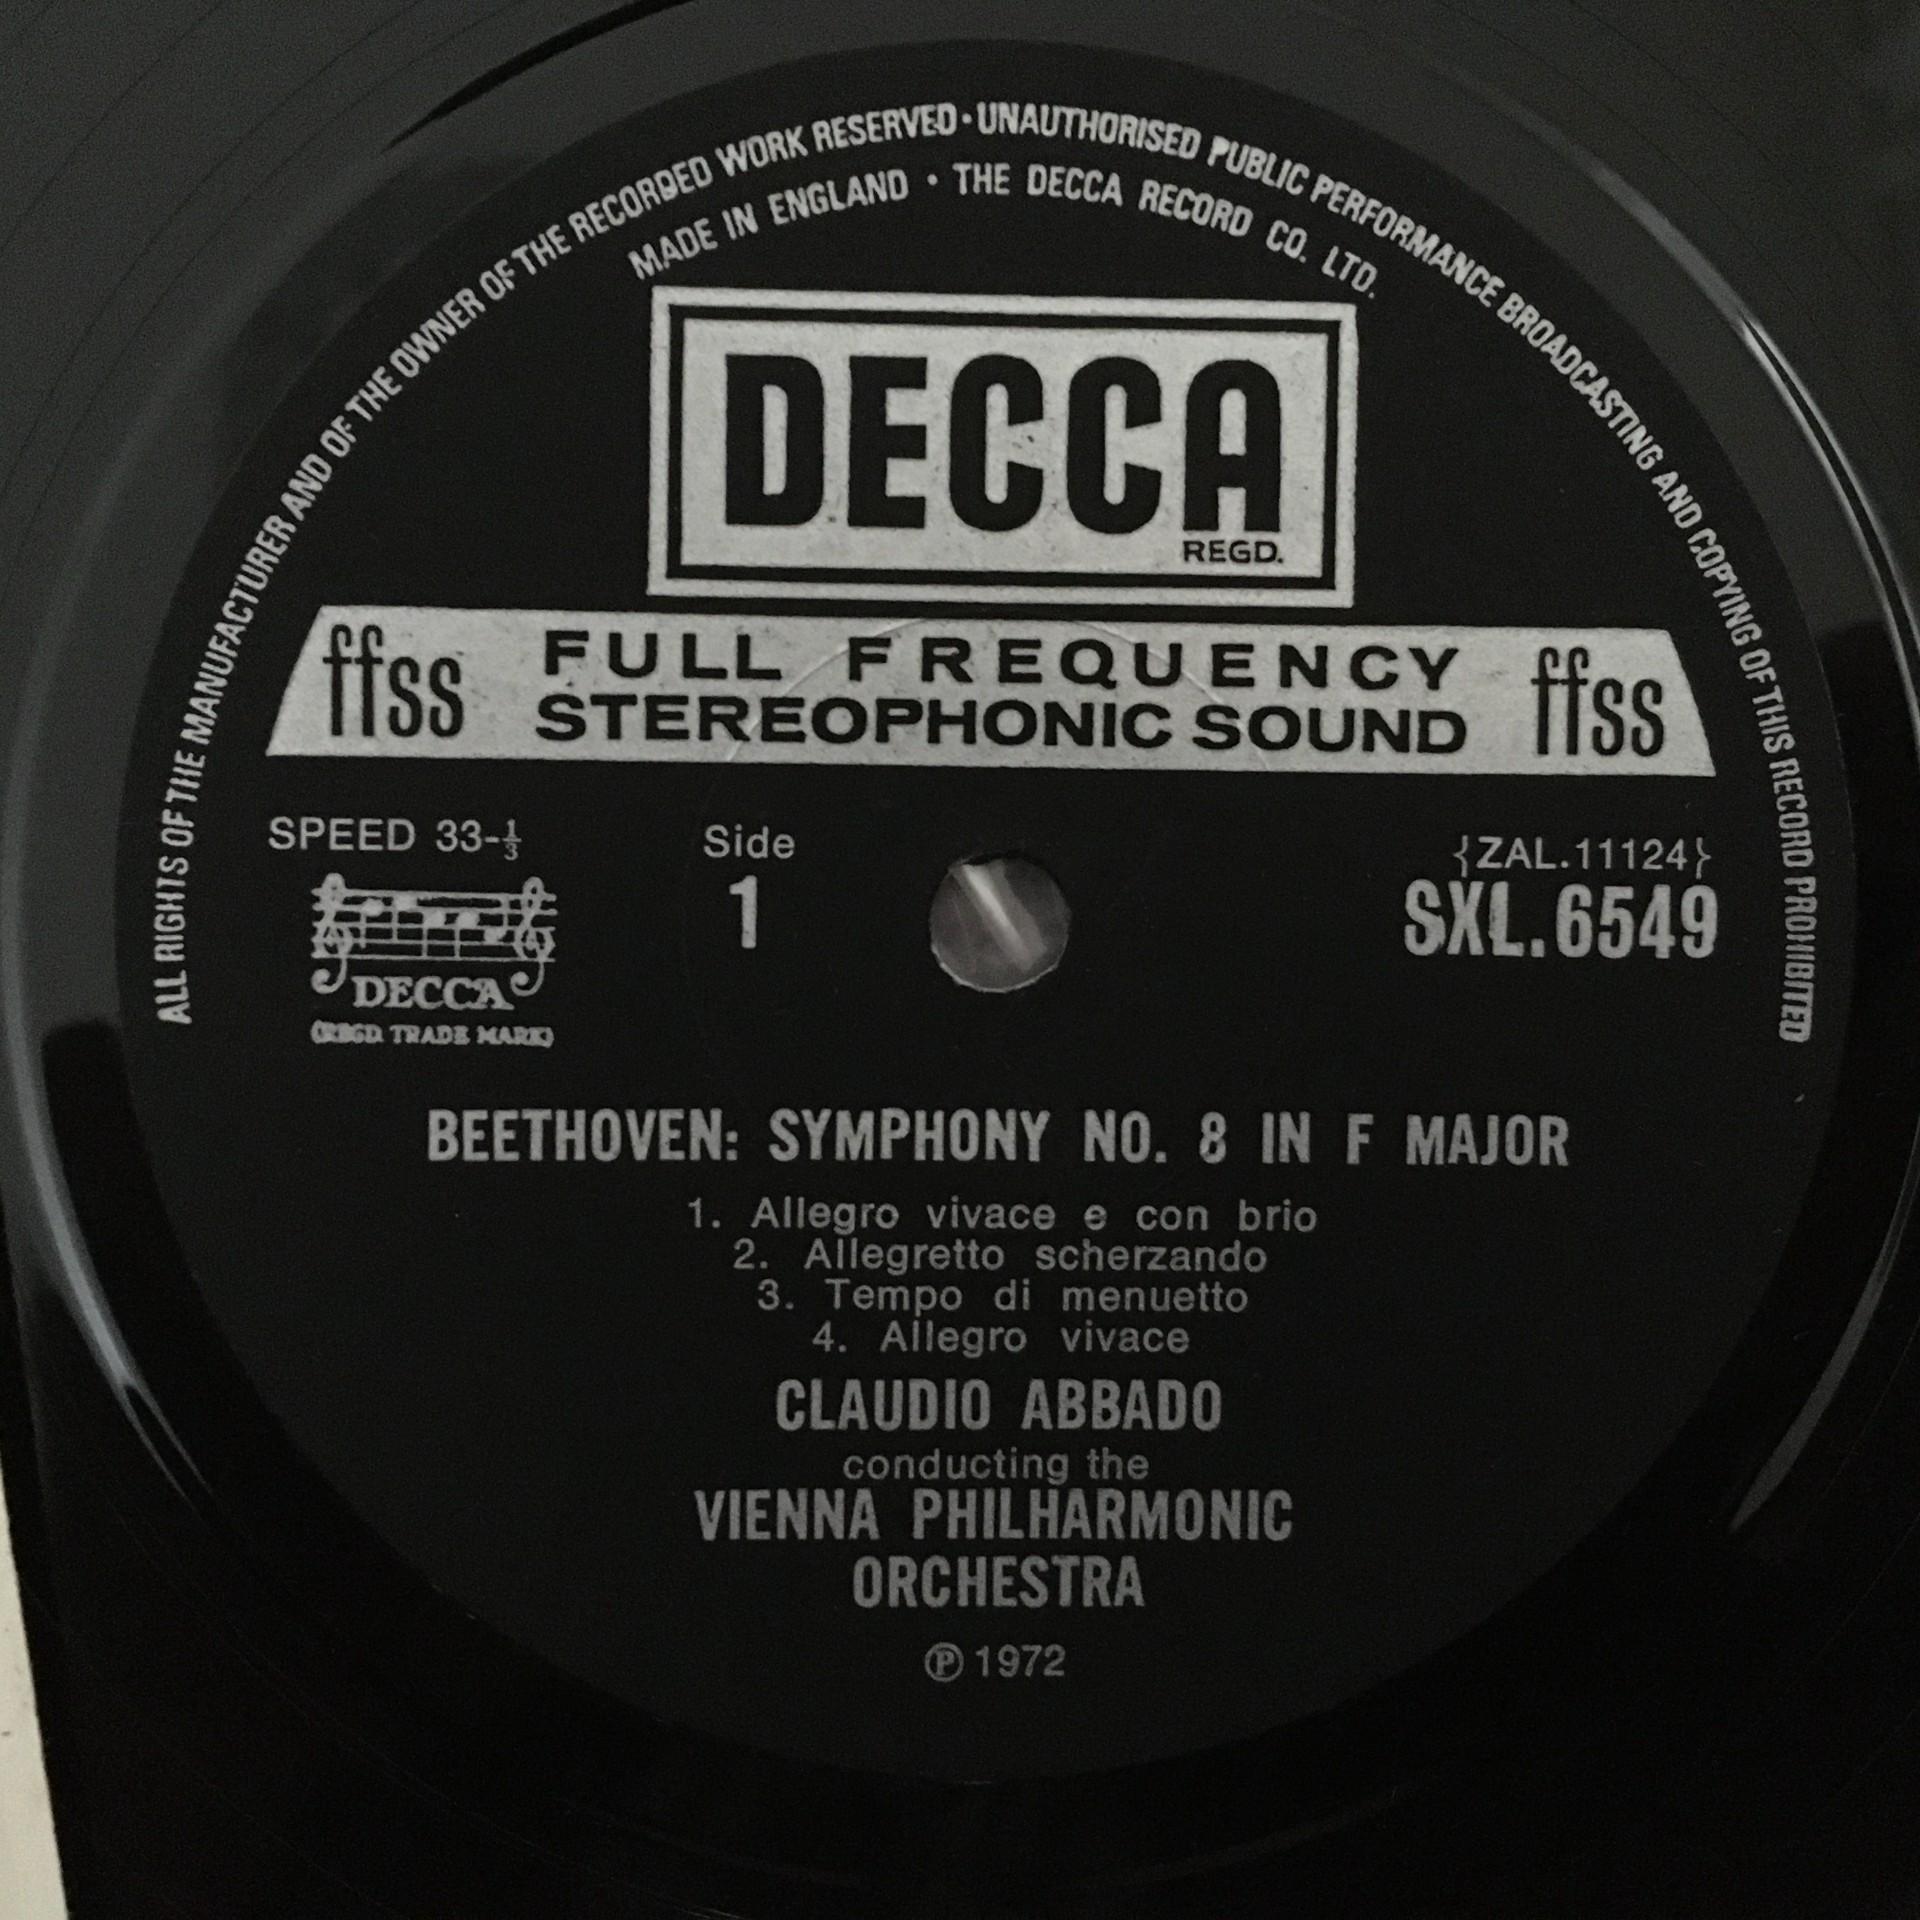 ALL RIGHTS OF THE MANUFACTURER AND OF THE OWNER OF THE RECORDED WORK RESERVED · UNAUTHORISED PUBLIC PERFORMANCE BROADCASTING AND COPYING OF THIS RECORD PROHIBITED
MADE IN ENGLAND · THE DECCA RECORD CO. LTD.
DECCA
REGD.
ffss FULL FREQUENCY STEREOPHONIC SOUND ffss
SPEED 33-⅓
Side
1
{ZAL.11124}
SXL.6549
DECCA
(REGD. TRADE MARK)
BEETHOVEN: SYMPHONY NO. 8 IN F MAJOR
1. Allegro vivace e con brio
2. Allegretto scherzando
3. Tempo di menuetto
4. Allegro vivace
CLAUDIO ABBADO
conducting the
VIENNA PHILHARMONIC
ORCHESTRA
℗ 1972